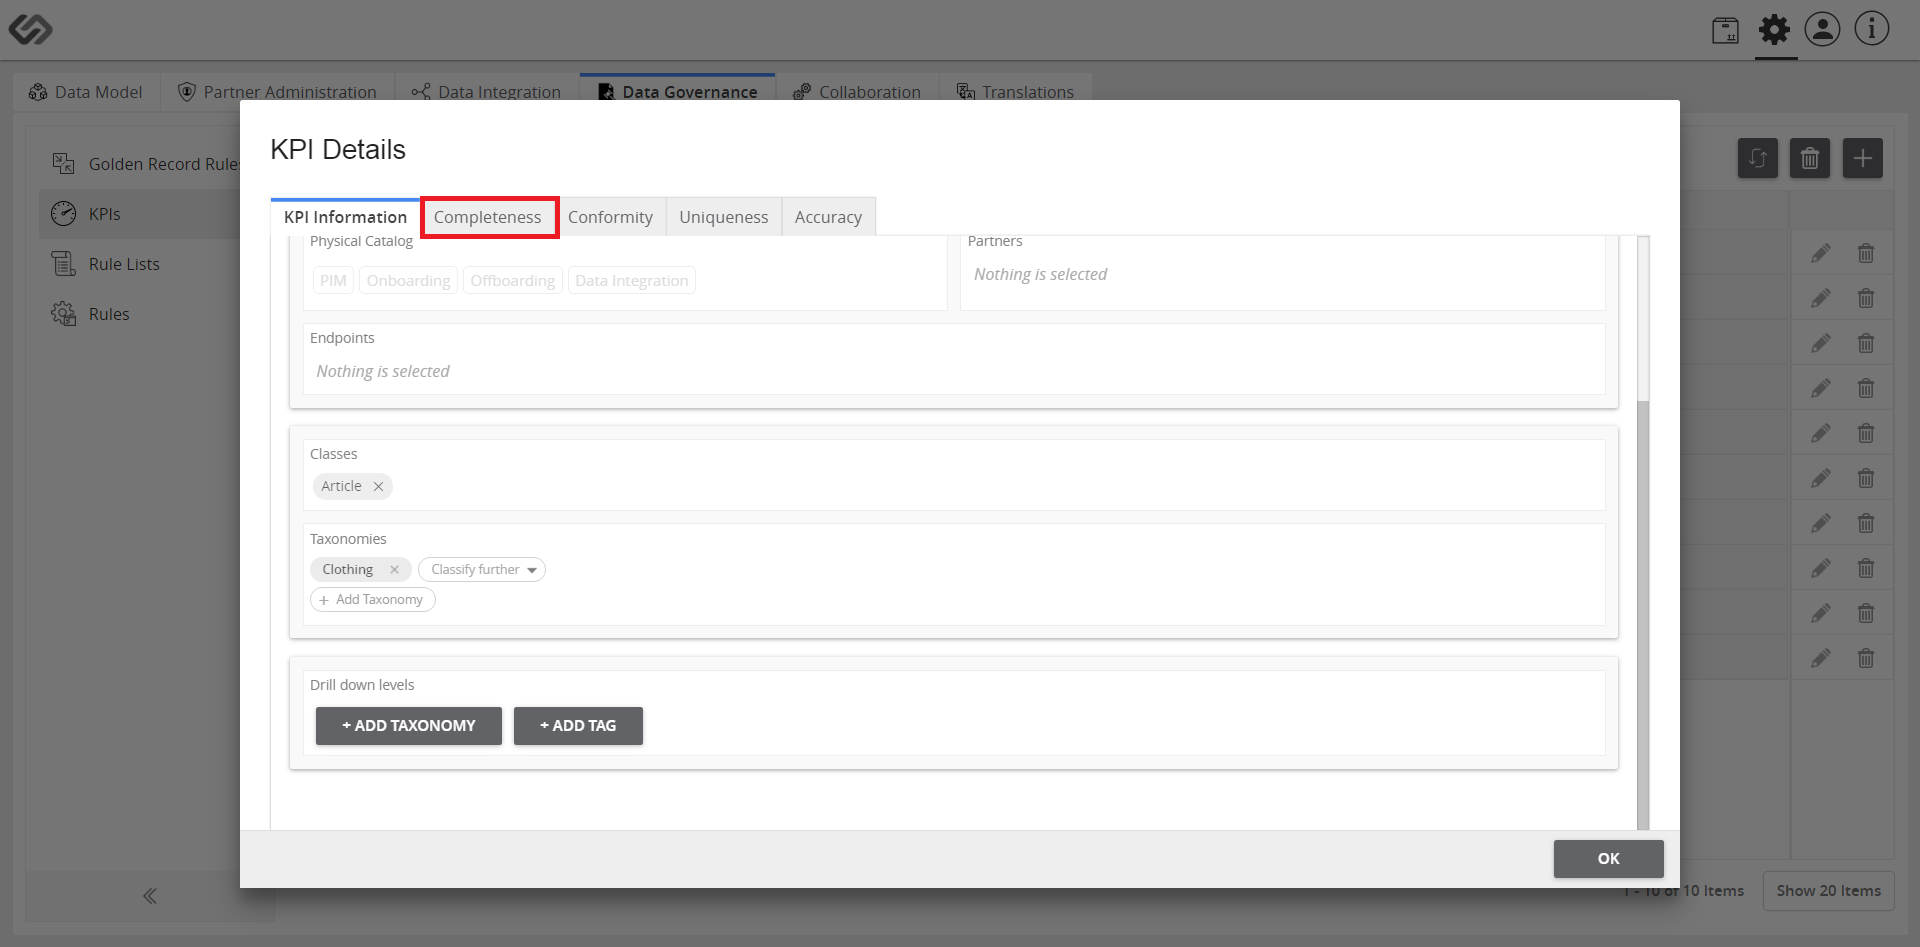 Data Model
Partner Administration
Data Integration
Data Governance
Collaboration
Translations
Golden Record Rules
KPIs
Rule Lists
Rules
KPI Details
KPI Information
Completeness
Conformity
Uniqueness
Accuracy
Physical Catalog
PIM
Onboarding
Offboarding
Data Integration
Partners
Nothing is selected
Endpoints
Nothing is selected
Classes
Article
Taxonomies
Clothing
Classify further
+ Add Taxonomy
Drill down levels
+ ADD TAXONOMY
+ ADD TAG
OK
1 - 10 of 10 Items
Show 20 Items